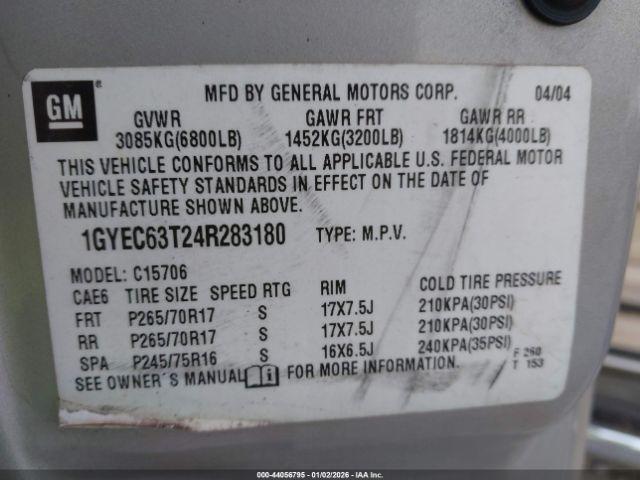 GM ®
MFD BY GENERAL MOTORS CORP. 04/04
GVWR GAWR FRT GAWR RR
3085KG(6800LB) 1452KG(3200LB) 1814KG(4000LB)
THIS VEHICLE CONFORMS TO ALL APPLICABLE U.S. FEDERAL MOTOR
VEHICLE SAFETY STANDARDS IN EFFECT ON THE DATE OF
MANUFACTURE SHOWN ABOVE.
1GYEC63T24R283180 TYPE: M.P.V.
MODEL: C15706
CAE6 TIRE SIZE SPEED RTG RIM COLD TIRE PRESSURE
FRT P265/70R17 S 17X7.5J 210KPA(30PSI)
RR P265/70R17 S 17X7.5J 210KPA(30PSI)
SPA P245/75R16 S 16X6.5J 240KPA(35PSI)
SEE OWNER'S MANUAL FOR MORE INFORMATION.
F 260
T 153
000-44056795 - 01/02/2026 - IAA Inc.